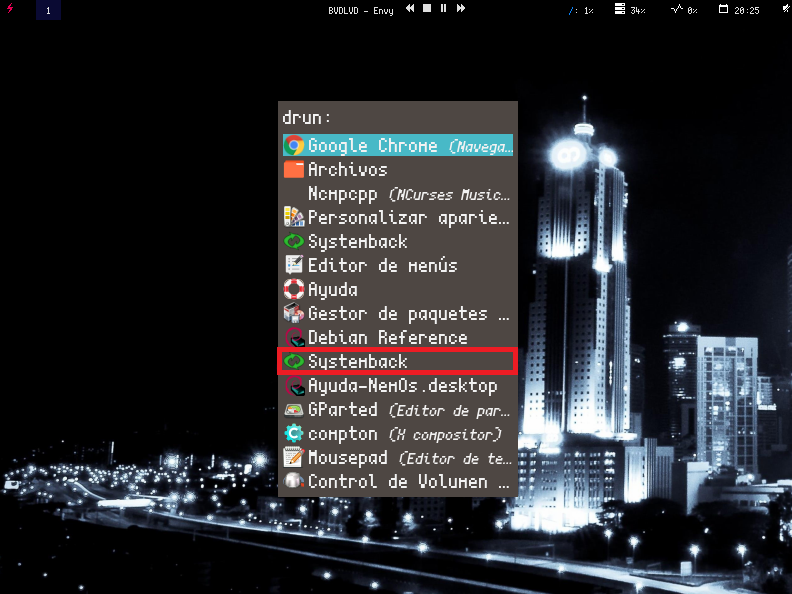 1
BVDLVD - Envy
/: 1%
34%
0%
20:25
drun:
Google Chrome (Navega…
Archivos
Ncmpcpp (NCurses Music…
Personalizar aparie…
Systemback
Editor de menús
Ayuda
Gestor de paquetes …
Debian Reference
Systemback
Ayuda-NemOs.desktop
GParted (Editor de par…
compton (X compositor)
Mousepad (Editor de te…
Control de Volumen …